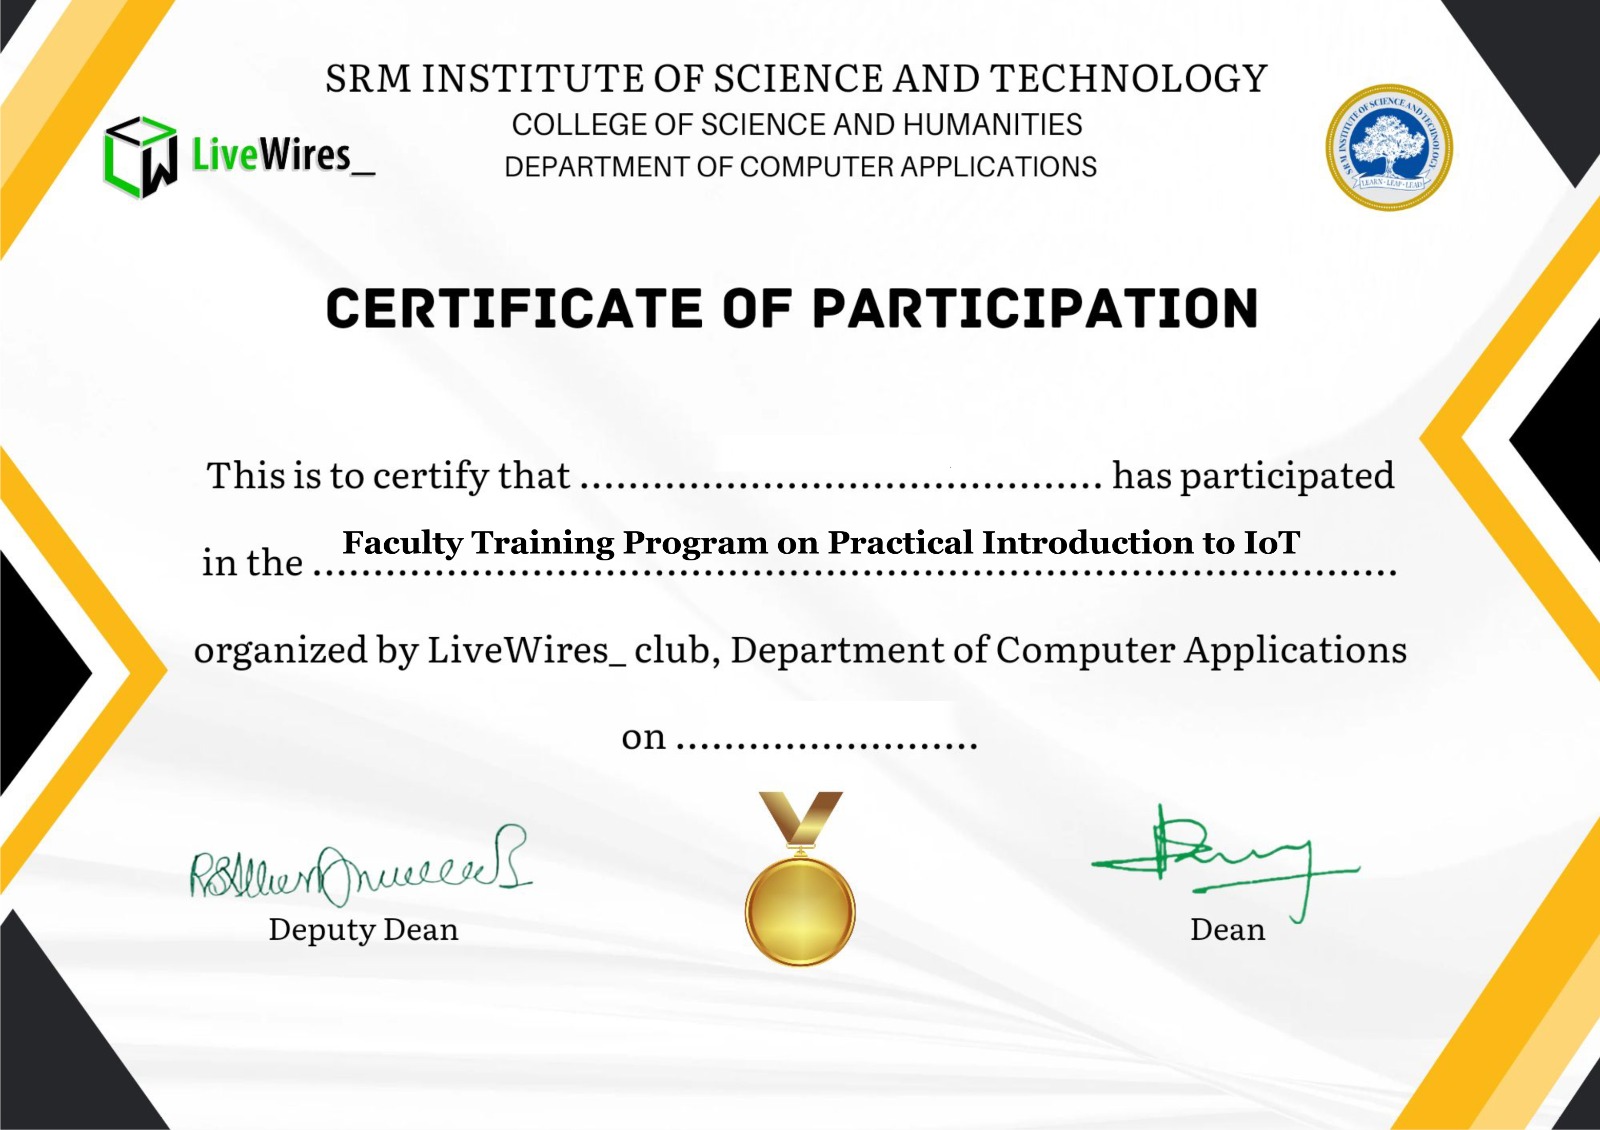 SRM INSTITUTE OF SCIENCE AND TECHNOLOGY
COLLEGE OF SCIENCE AND HUMANITIES
DEPARTMENT OF COMPUTER APPLICATIONS
LiveWires_
SRM INSTITUTE OF SCIENCE AND TECHNOLOGY
LEARN - LEAP - LEAD
CERTIFICATE OF PARTICIPATION
This is to certify that ........................................... has participated
Faculty Training Program on Practical Introduction to IoT
in the .........................................................................................
organized by LiveWires_ club, Department of Computer Applications
on .........................
Deputy Dean
Dean